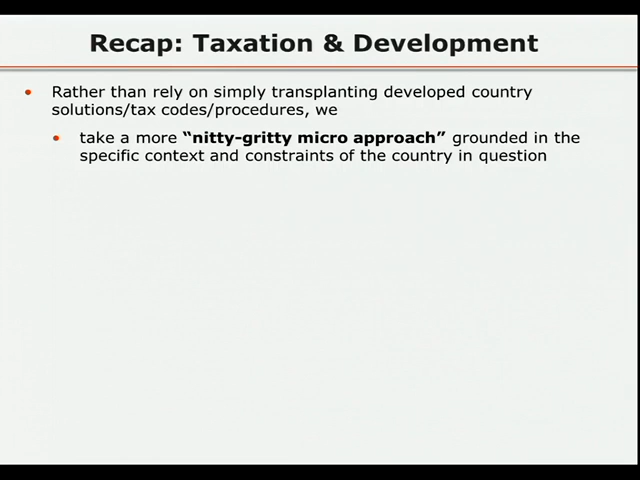 Recap: Taxation & Development
Rather than rely on simply transplanting developed country
solutions/tax codes/procedures, we
take a more “nitty-gritty micro approach” grounded in the
specific context and constraints of the country in question